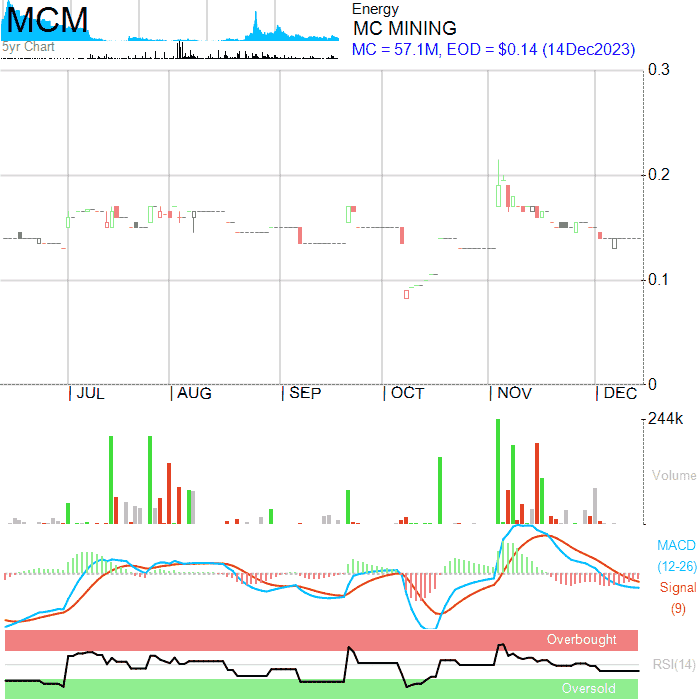 MCM
5yr Chart
Energy
MC MINING
MC = 57.1M, EOD = $0.14 (14Dec2023)
0.3
0.2
0.1
0
JUL AUG SEP OCT NOV DEC
244k
Volume
MACD
(12-26)
Signal
(9)
Overbought
RSI(14)
Oversold